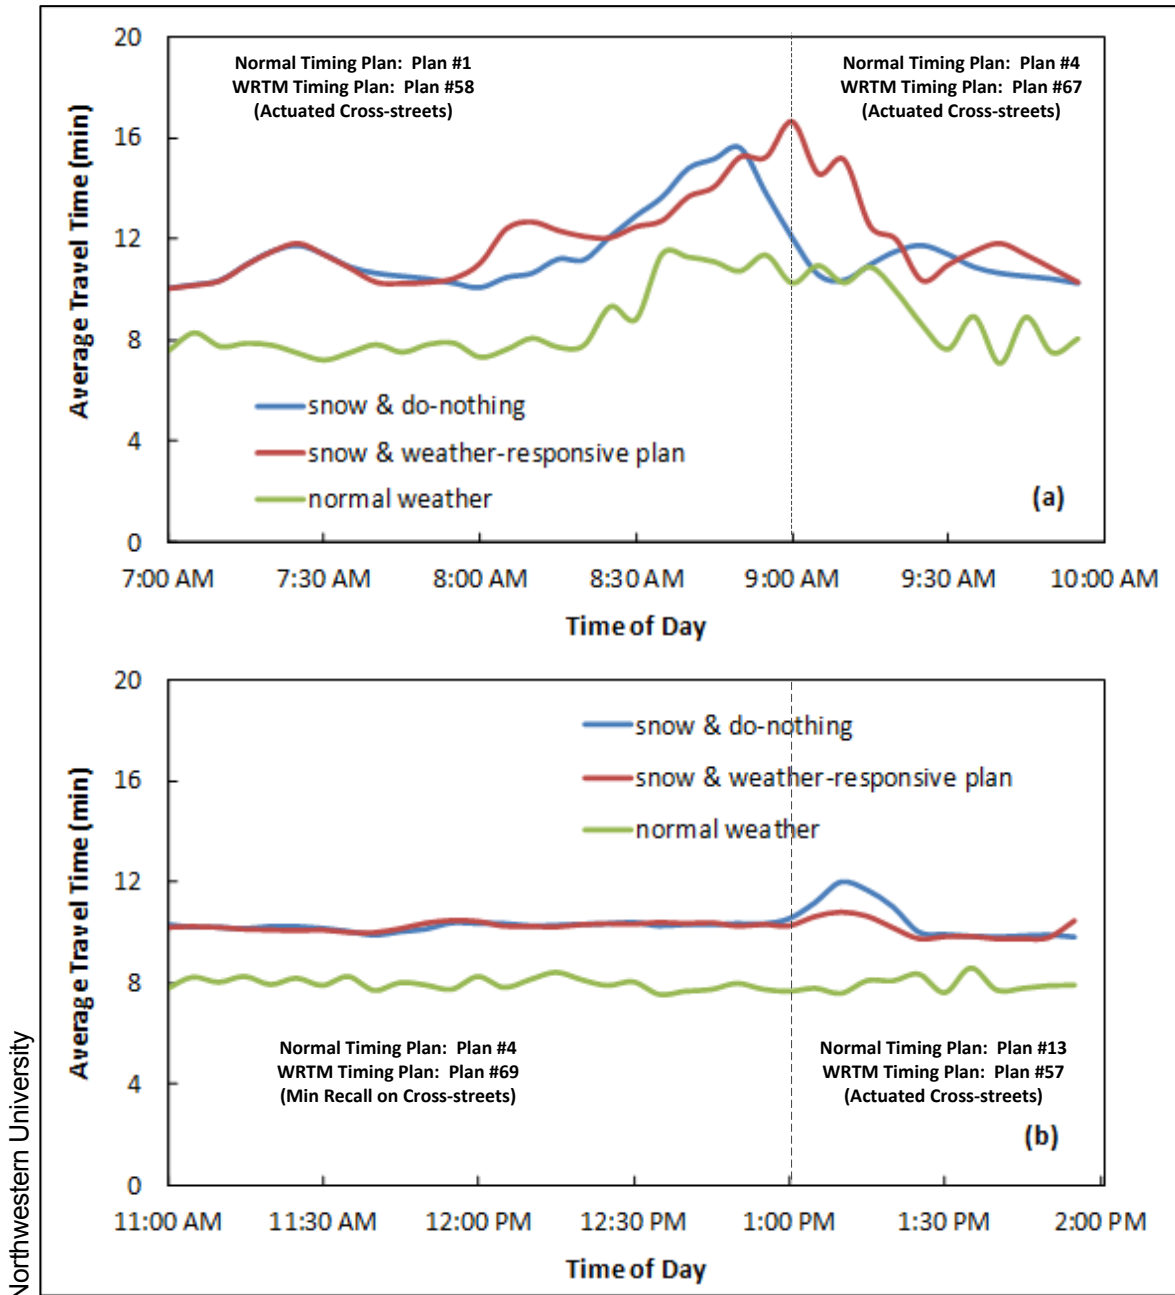 20
16
12
8
4
0
Average Travel Time (min)
Normal Timing Plan: Plan #1
WRTM Timing Plan: Plan #58
(Actuated Cross-streets)
Normal Timing Plan: Plan #4
WRTM Timing Plan: Plan #67
(Actuated Cross-streets)
snow & do-nothing
snow & weather-responsive plan
normal weather
(a)
7:00 AM 7:30 AM 8:00 AM 8:30 AM 9:00 AM 9:30 AM 10:00 AM
Time of Day
20
16
12
8
4
0
Average Travel Time (min)
snow & do-nothing
snow & weather-responsive plan
normal weather
Normal Timing Plan: Plan #4
WRTM Timing Plan: Plan #69
(Min Recall on Cross-streets)
Normal Timing Plan: Plan #13
WRTM Timing Plan: Plan #57
(Actuated Cross-streets)
(b)
11:00 AM 11:30 AM 12:00 PM 12:30 PM 1:00 PM 1:30 PM 2:00 PM
Time of Day
Northwestern University